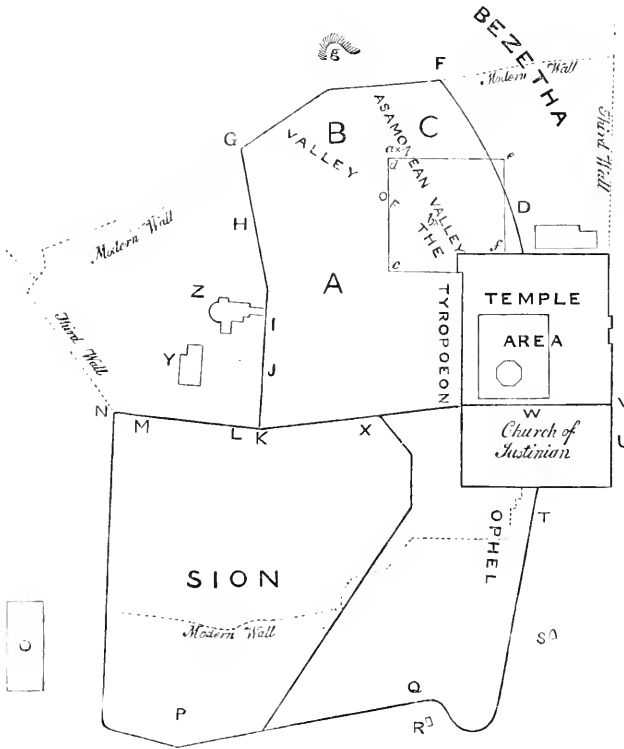 BEZETHA
g
F
Modern Wall
Third Wall
ASAMONEAN VALLEY
or
THE
B
C
VALLEY
G
e
d
D
H
f
c
A
Modern Wall
Z
TYROPOEON
TEMPLE
AREA
I
J
Y
Third Wall
N
M
L
K
X
W
V
U
Church of
Justinian
OPHEL
T
SION
Modern Wall
O
S
P
Q
R